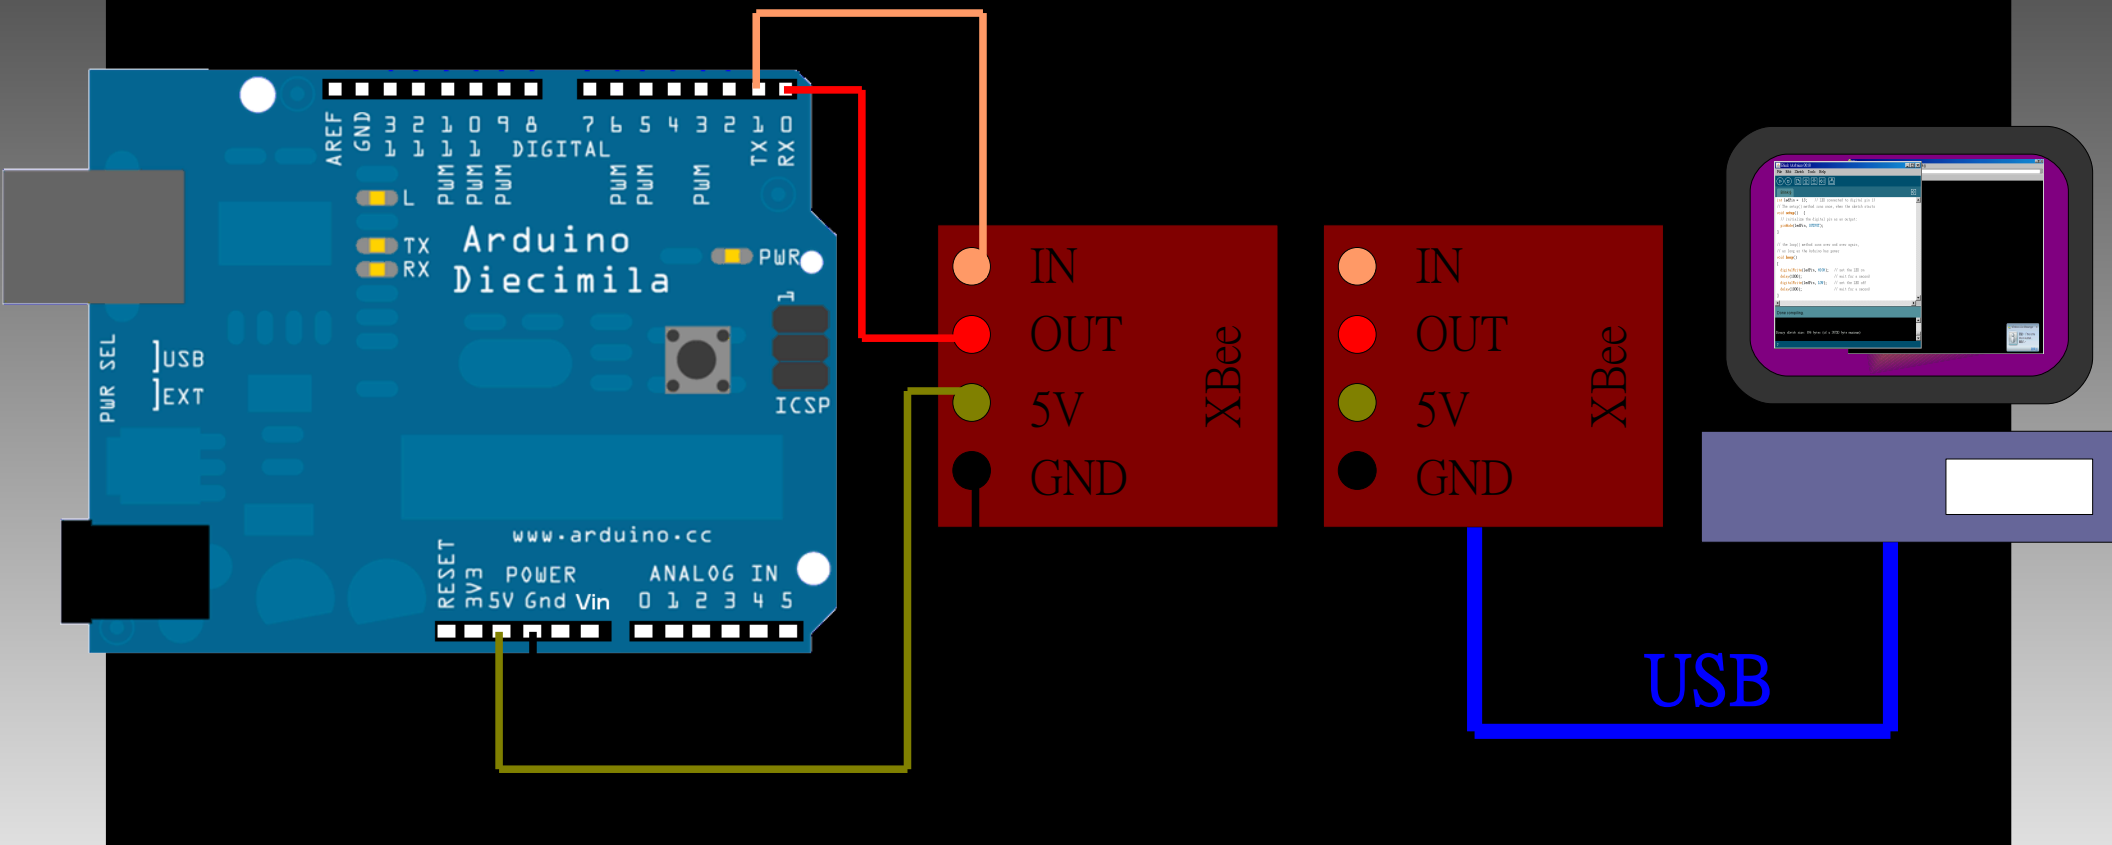 AREF
GND
13
12
11
10
9
8
7
6
5
4
3
2
1
0
DIGITAL
TX
RX
PWM
PWM
PWM
PWM
PWM
PWM
L
TX
RX
Arduino
Diecimila
PWR
1
ICSP
PWR SEL
USB
EXT
www.arduino.cc
RESET
3V3
POWER
5V Gnd Vin
ANALOG IN
0 1 2 3 4 5
IN
OUT
5V
GND
XBee
IN
OUT
5V
GND
XBee
USB